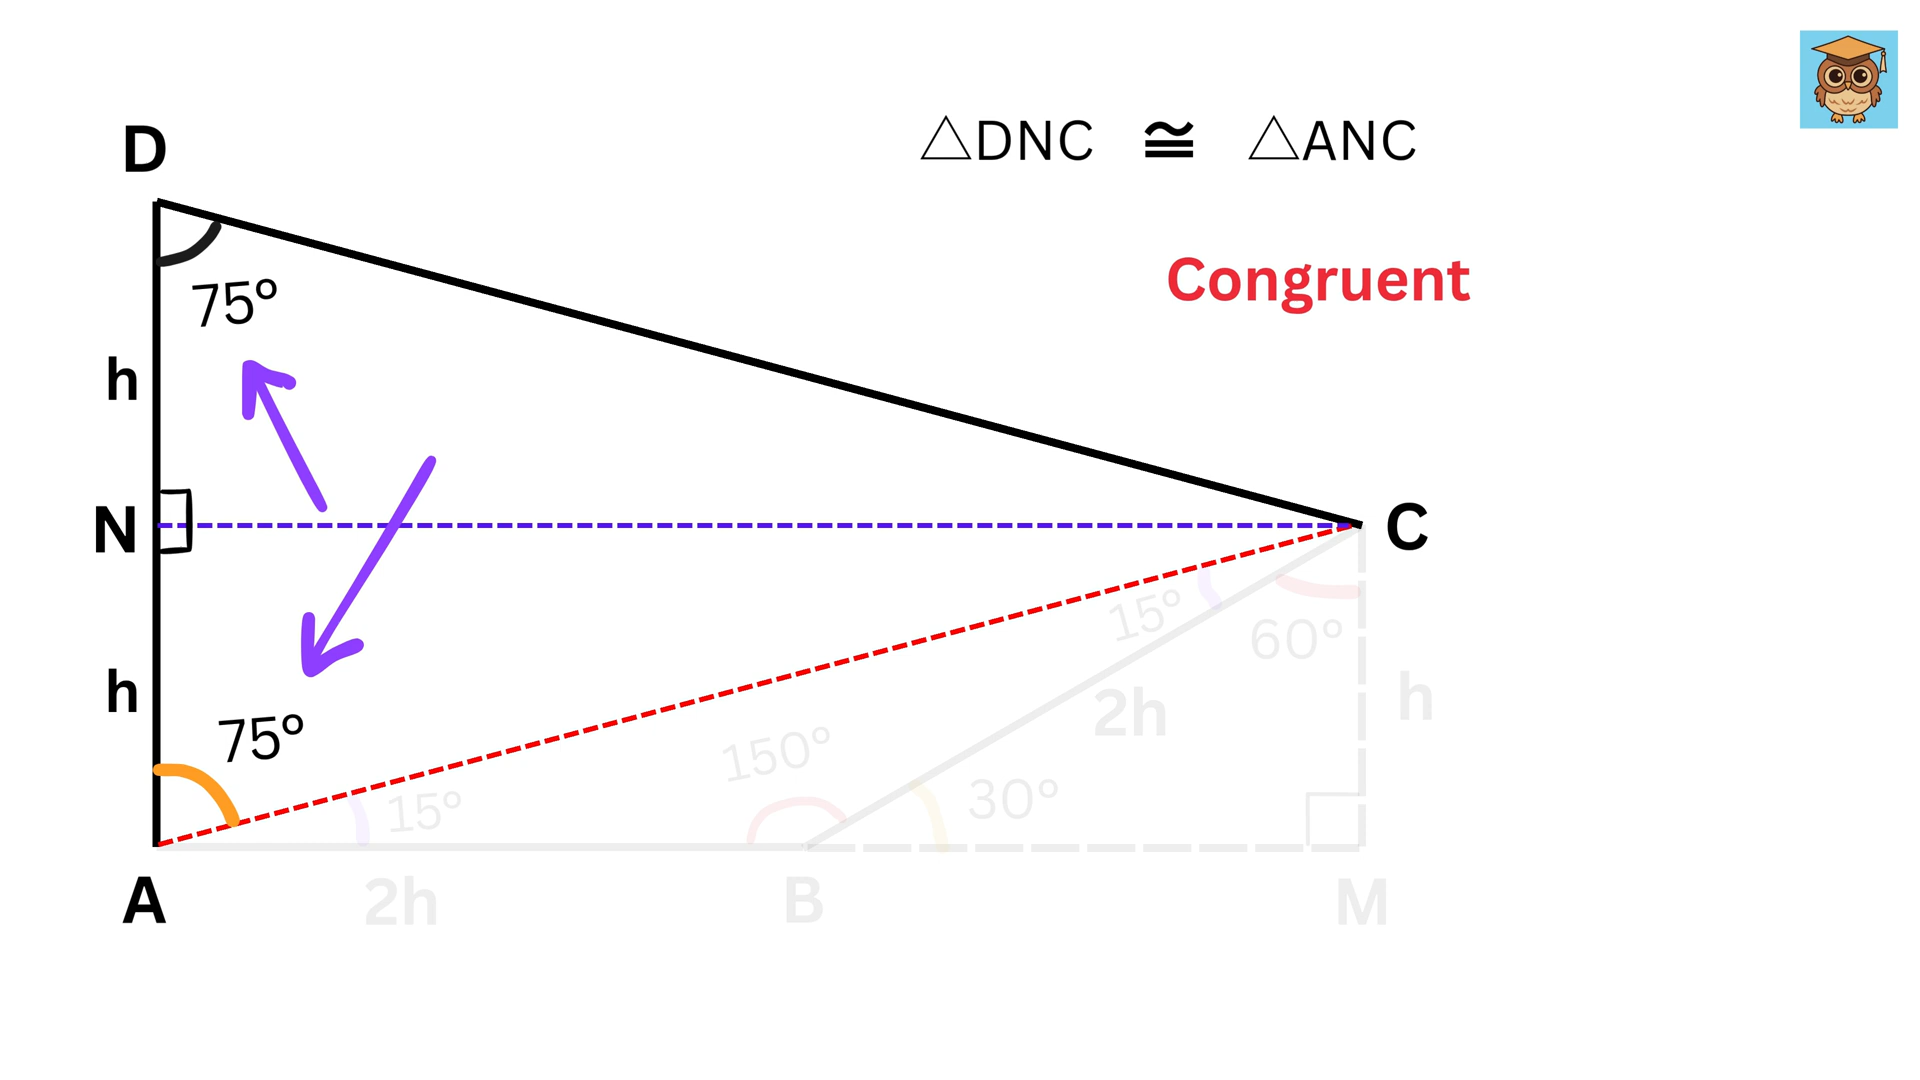 △DNC ≅ △ANC
D
Congruent
75°
h
N
C
15°
60°
h
2h
h
75°
150°
15°
30°
A
2h
B
M